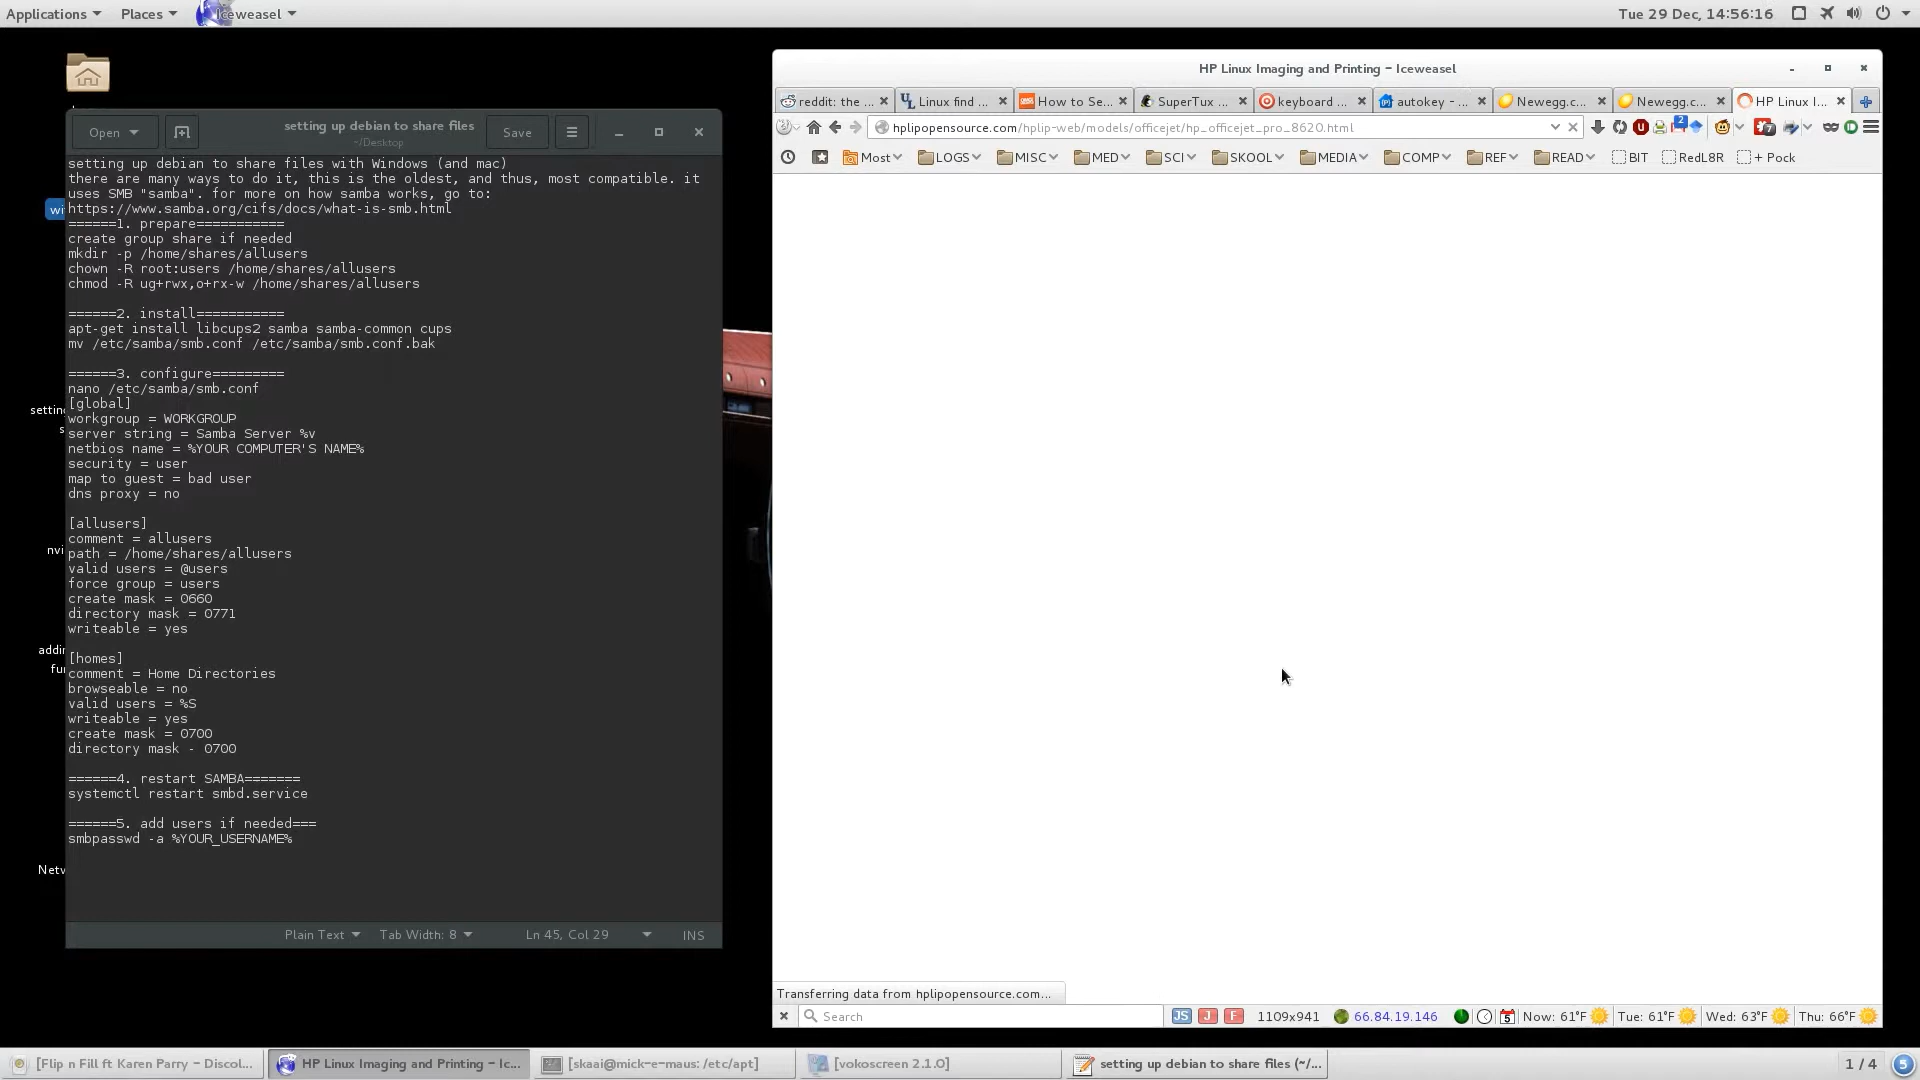 Applications Places Iceweasel Tue 29 Dec, 14:56:16
HP Linux Imaging and Printing - Iceweasel
reddit: the ... Linux find ... How to Se... SuperTux ... keyboard ... autokey - ... Newegg.c... Newegg.c... HP Linux I...
hplipopensource.com/hplip-web/models/officejet/hp_officejet_pro_8620.html 2 7
Most LOGS MISC MED SCI SKOOL MEDIA COMP REF READ BIT RedL8R + Pock
Open setting up debian to share files Save
~/Desktop
setting up debian to share files with Windows (and mac)
there are many ways to do it, this is the oldest, and thus, most compatible. it
uses SMB "samba". for more on how samba works, go to:
https://www.samba.org/cifs/docs/what-is-smb.html
======1. prepare===========
create group share if needed
mkdir -p /home/shares/allusers
chown -R root:users /home/shares/allusers
chmod -R ug+rwx,o+rx-w /home/shares/allusers
======2. install===========
apt-get install libcups2 samba samba-common cups
mv /etc/samba/smb.conf /etc/samba/smb.conf.bak
======3. configure=========
nano /etc/samba/smb.conf
[global]
workgroup = WORKGROUP
server string = Samba Server %v
netbios name = %YOUR COMPUTER'S NAME%
security = user
map to guest = bad user
dns proxy = no
[allusers]
comment = allusers
path = /home/shares/allusers
valid users = @users
force group = users
create mask = 0660
directory mask = 0771
writeable = yes
[homes]
comment = Home Directories
browseable = no
valid users = %S
writeable = yes
create mask = 0700
directory mask - 0700
======4. restart SAMBA=======
systemctl restart smbd.service
======5. add users if needed===
smbpasswd -a %YOUR_USERNAME%
Plain Text Tab Width: 8 Ln 45, Col 29 INS
wi
settin
s
nvi
addin
fu
Netw
Transferring data from hplipopensource.com...
Search JS J F 1109x941 66.84.19.146 5 Now: 61°F Tue: 61°F Wed: 63°F Thu: 66°F
[Flip n Fill ft Karen Parry - Discol... HP Linux Imaging and Printing - Ic... [skaai@mick-e-maus: /etc/apt] [vokoscreen 2.1.0] setting up debian to share files (~/... 1 / 4 5